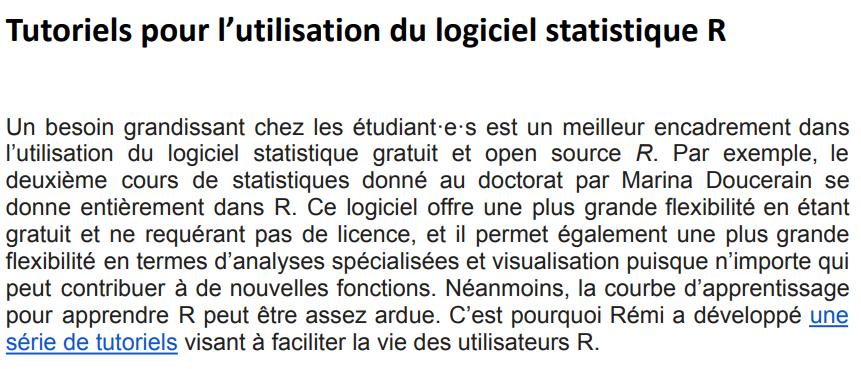 Tutoriels pour l’utilisation du logiciel statistique R
Un besoin grandissant chez les étudiant·e·s est un meilleur encadrement dans
l’utilisation du logiciel statistique gratuit et open source R. Par exemple, le
deuxième cours de statistiques donné au doctorat par Marina Doucerain se
donne entièrement dans R. Ce logiciel offre une plus grande flexibilité en étant
gratuit et ne requérant pas de licence, et il permet également une plus grande
flexibilité en termes d’analyses spécialisées et visualisation puisque n’importe qui
peut contribuer à de nouvelles fonctions. Néanmoins, la courbe d’apprentissage
pour apprendre R peut être assez ardue. C’est pourquoi Rémi a développé une
série de tutoriels visant à faciliter la vie des utilisateurs R.